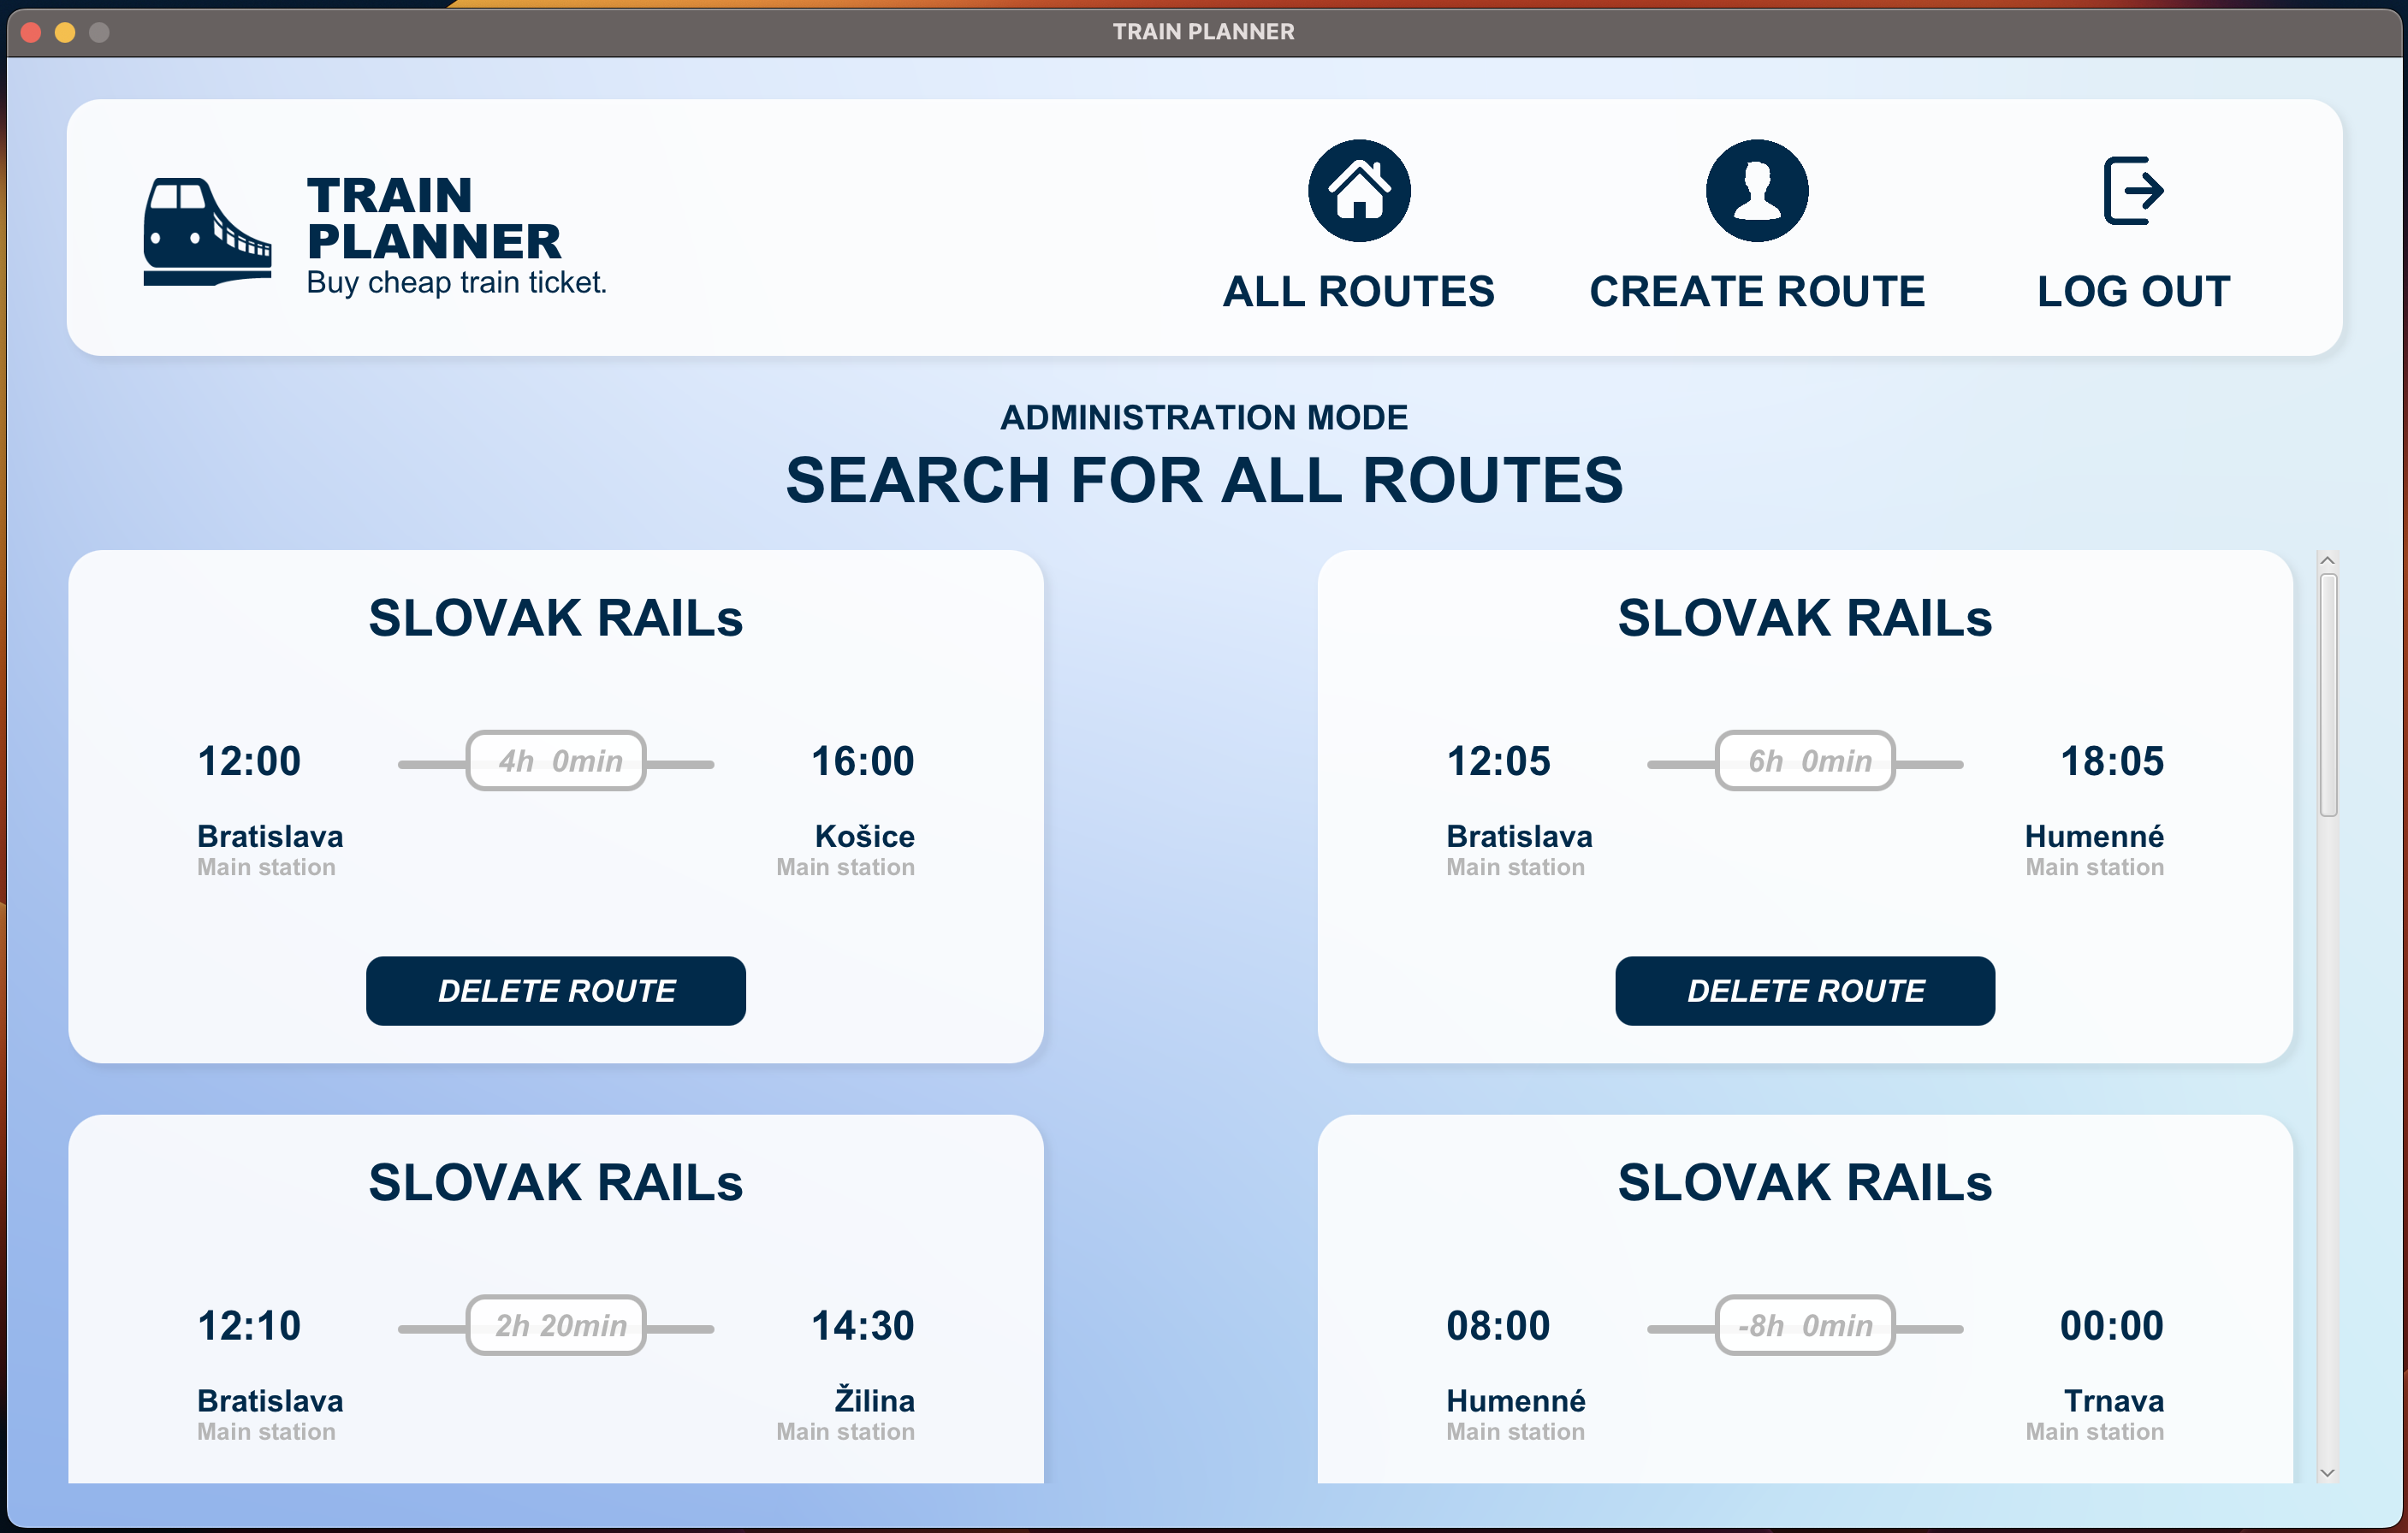 TRAIN PLANNER
TRAIN
PLANNER
Buy cheap train ticket.
ALL ROUTES
CREATE ROUTE
LOG OUT
ADMINISTRATION MODE
SEARCH FOR ALL ROUTES
SLOVAK RAILs
12:00
4h 0min
16:00
Bratislava
Košice
Main station
Main station
DELETE ROUTE
SLOVAK RAILs
12:05
6h 0min
18:05
Bratislava
Humenné
Main station
Main station
DELETE ROUTE
SLOVAK RAILs
12:10
2h 20min
14:30
Bratislava
Žilina
Main station
Main station
SLOVAK RAILs
08:00
-8h 0min
00:00
Humenné
Trnava
Main station
Main station